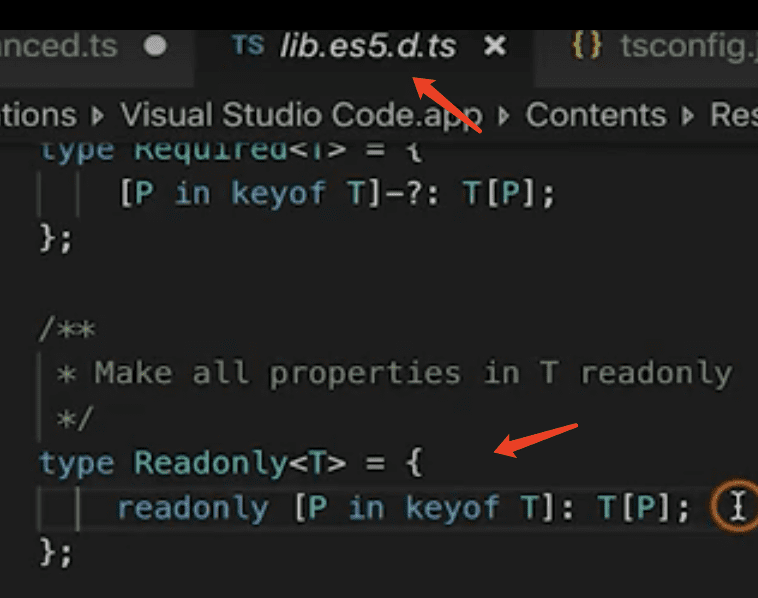 anced.ts ● TS lib.es5.d.ts × {} tsconfig.j
tions ▸ Visual Studio Code.app ▸ Contents ▸ Res
type Required<T> = {
[P in keyof T]-?: T[P];
};
/**
* Make all properties in T readonly
*/
type Readonly<T> = {
readonly [P in keyof T]: T[P];
};